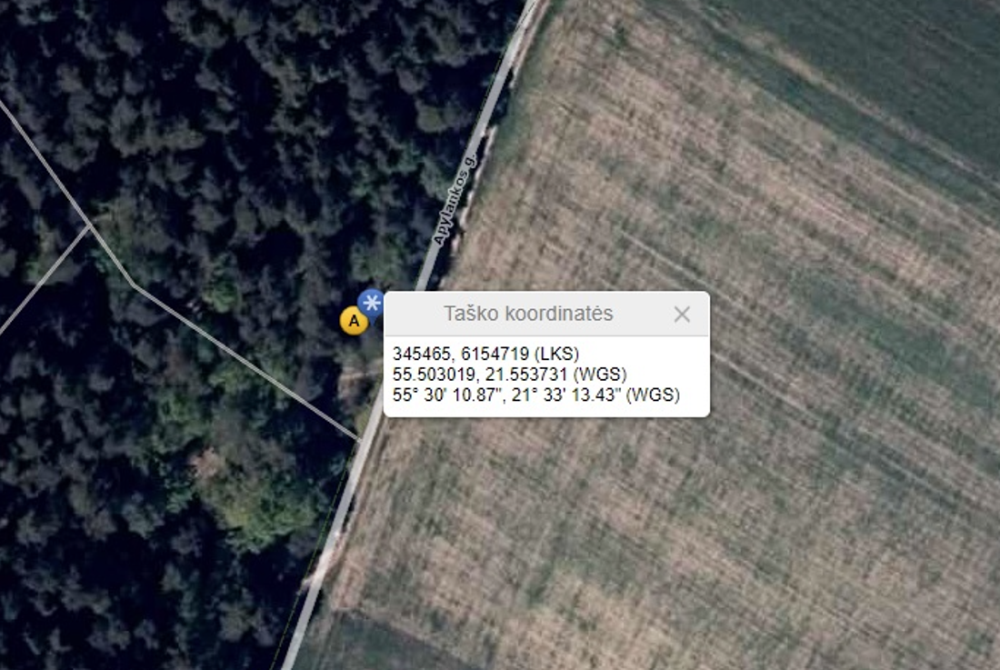 Apylankos g.
A
Taško koordinatės
345465, 6154719 (LKS)
55.503019, 21.553731 (WGS)
55° 30' 10.87", 21° 33' 13.43" (WGS)